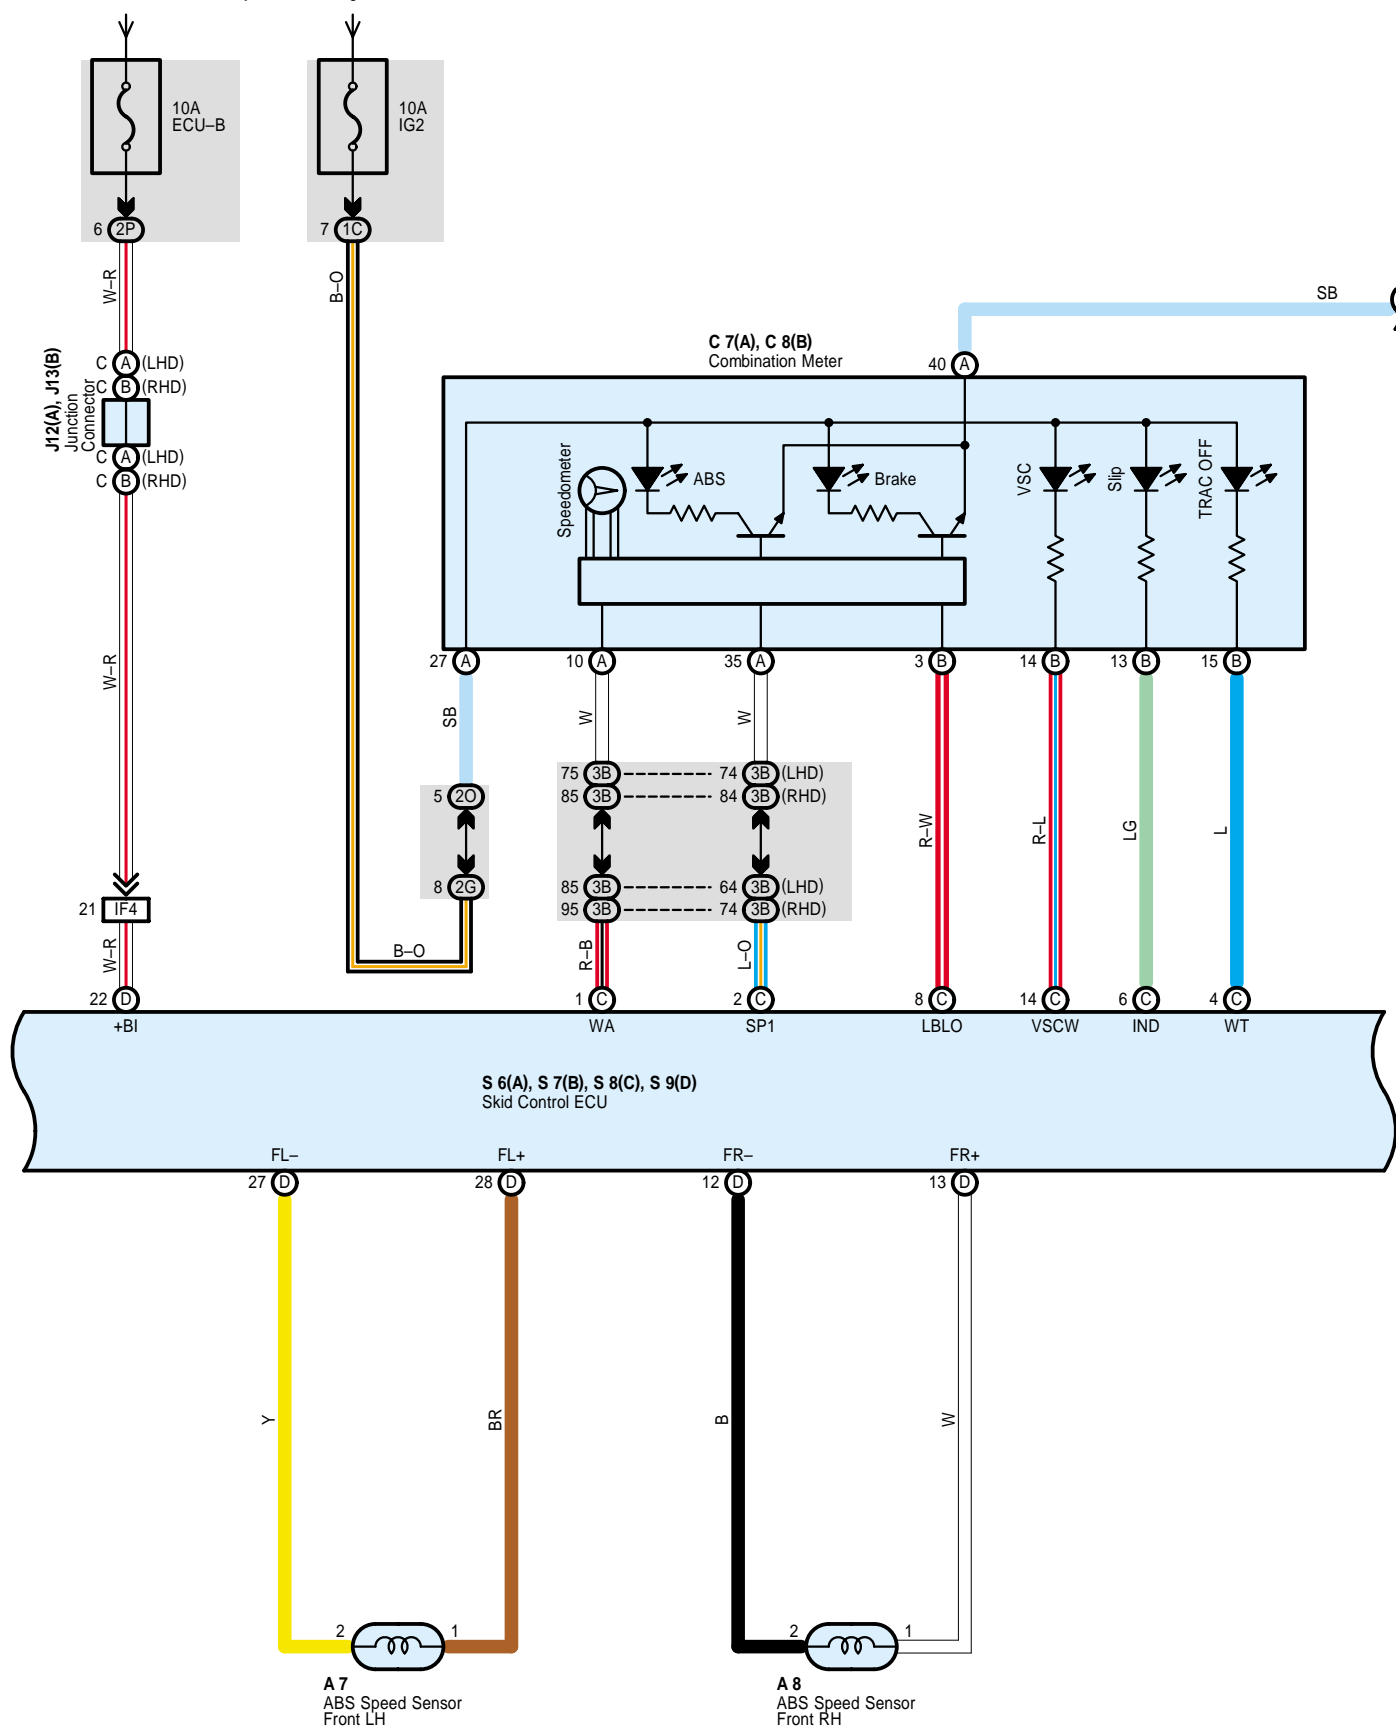 10A
ECU–B
10A
IG2
6 2P
7 1C
W–R
B–O
SB
J12(A), J13(B)
Junction
Connector
C A (LHD)
C B (RHD)
C A (LHD)
C B (RHD)
C 7(A), C 8(B)
Combination Meter
40 A
Speedometer
ABS
Brake
VSC
Slip
TRAC OFF
W–R
27 A
10 A
35 A
3 B
14 B
13 B
15 B
SB
W
W
5 2O
75 3B 74 3B (LHD)
85 3B 84 3B (RHD)
R–W
R–L
LG
L
8 2G
85 3B 64 3B (LHD)
95 3B 74 3B (RHD)
21 IF4
W–R
B–O
R–B
L–O
22 D
1 C
2 C
8 C
14 C
6 C
4 C
+BI
WA
SP1
LBLO
VSCW
IND
WT
S 6(A), S 7(B), S 8(C), S 9(D)
Skid Control ECU
FL–
FL+
FR–
FR+
27 D
28 D
12 D
13 D
Y
BR
B
W
2
1
2
1
A 7
ABS Speed Sensor
Front LH
A 8
ABS Speed Sensor
Front RH